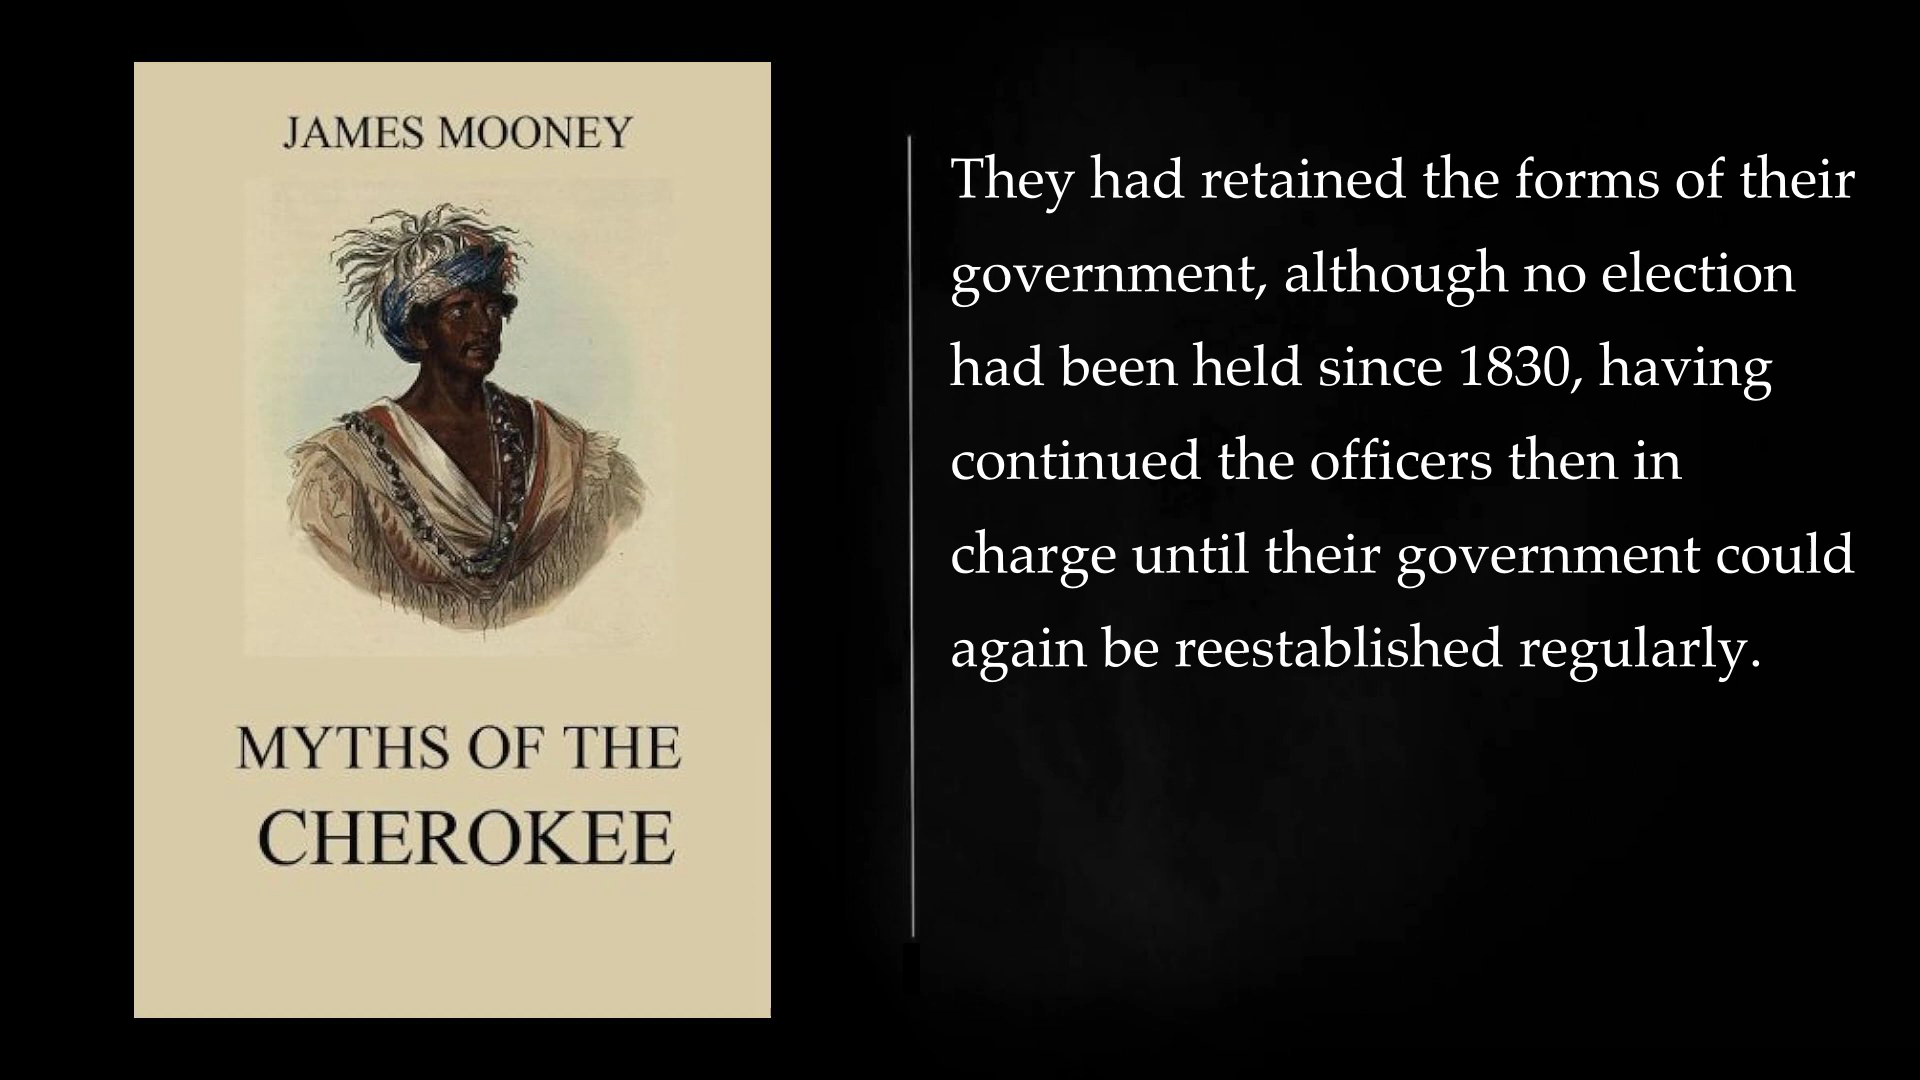 JAMES MOONEY
MYTHS OF THE
CHEROKEE
They had retained the forms of their
government, although no election
had been held since 1830, having
continued the officers then in
charge until their government could
again be reestablished regularly.